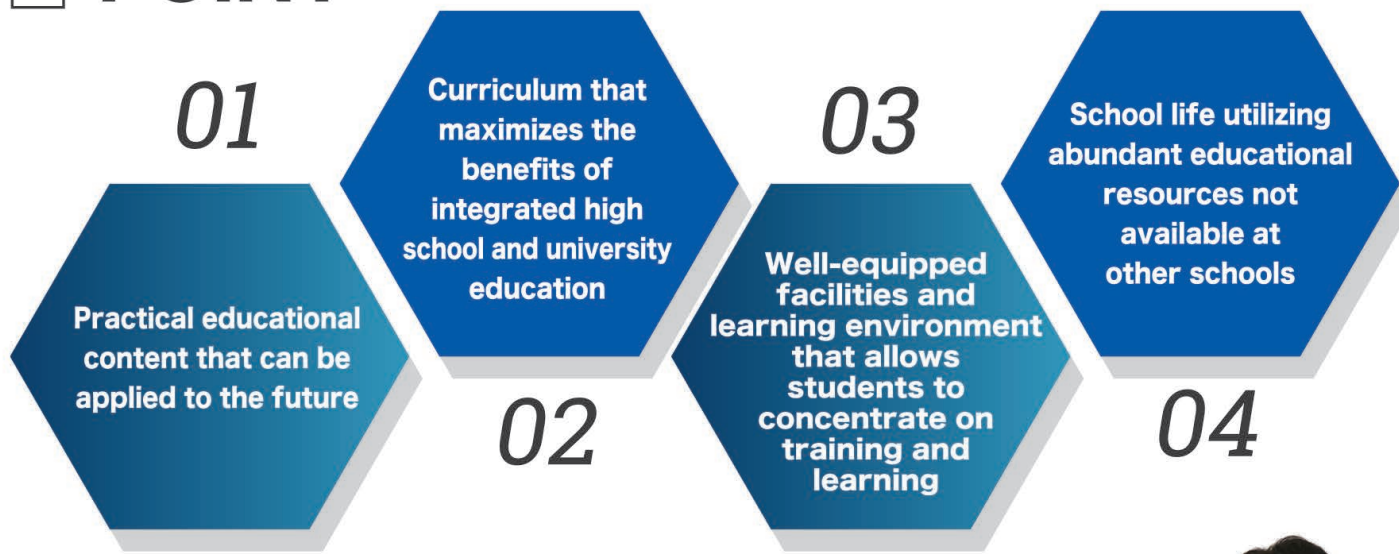 01
Practical educational
content that can be
applied to the future
Curriculum that
maximizes the
benefits of
integrated high
school and university
education
02
03
Well-equipped
facilities and
learning environment
that allows
students to
concentrate on
training and
learning
School life utilizing
abundant educational
resources not
available at
other schools
04